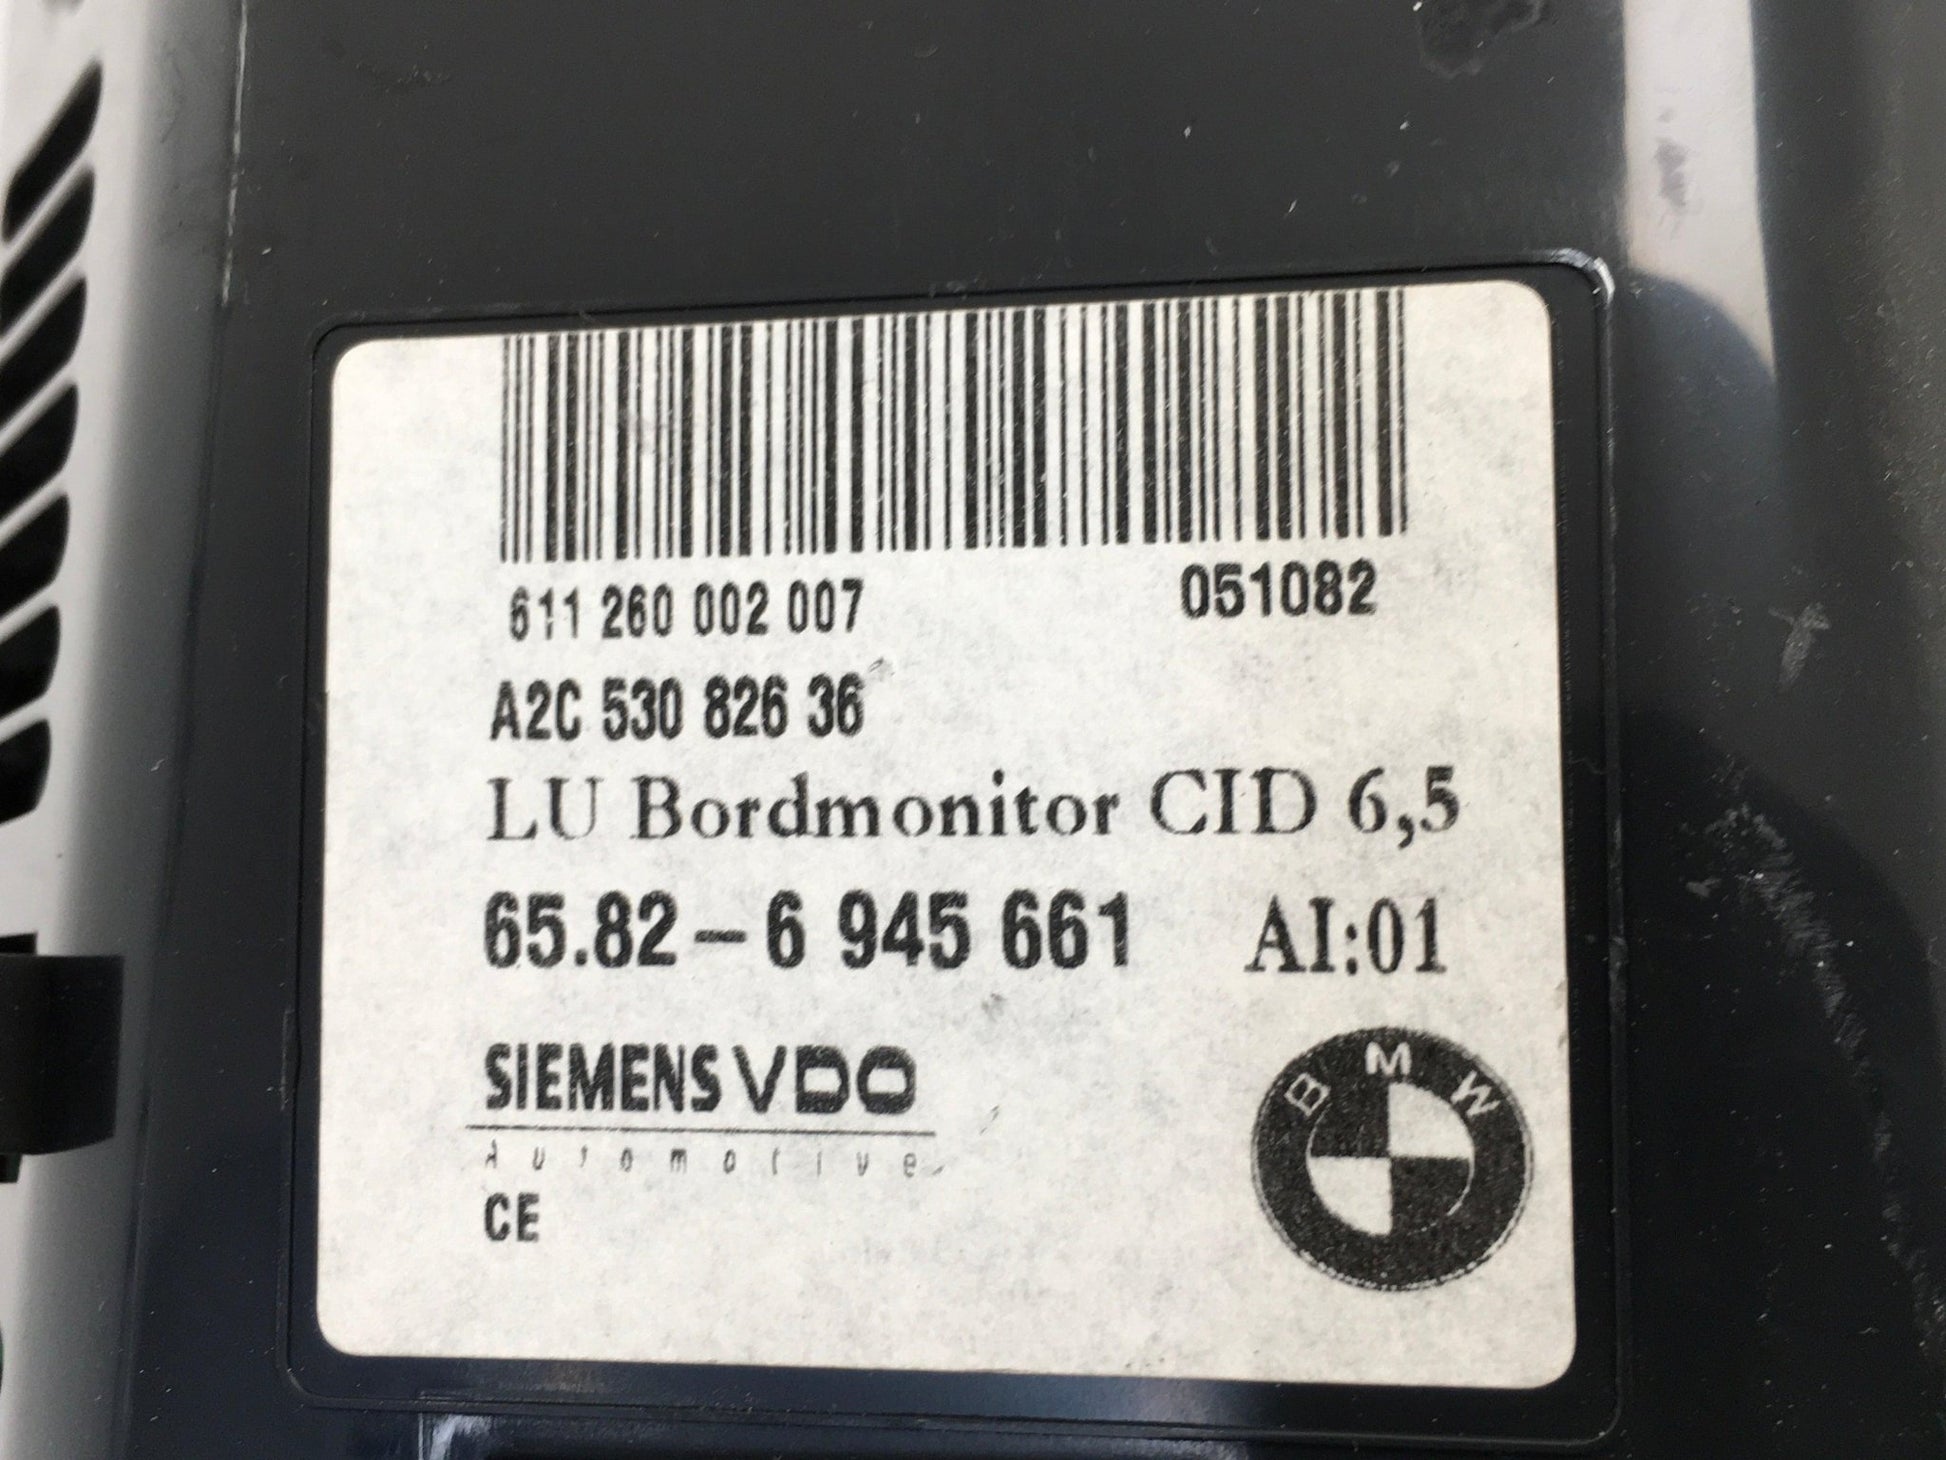 611 260 002 007 051082
A2C 530 826 36
LU Bordmonitor CID 6,5
65.82-6 945 661 AI:01
SIEMENS VDO
Automotive
CE
BMW